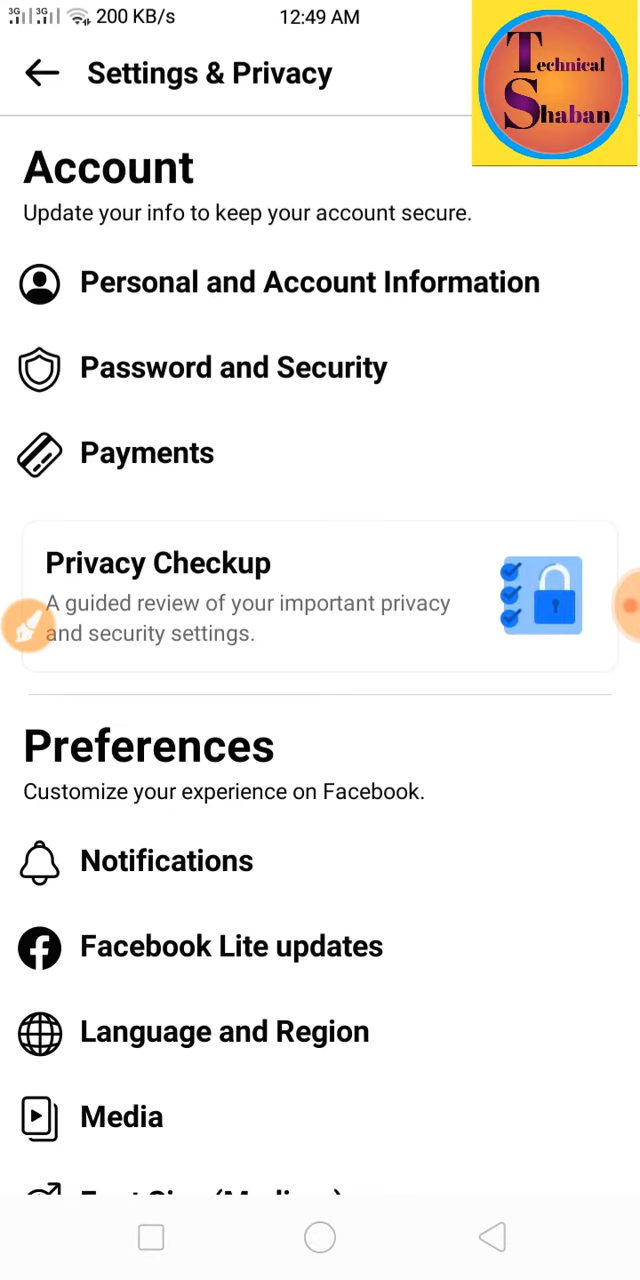 3G 3G 200 KB/s 12:49 AM
Technical
Shaban
Settings & Privacy
Account
Update your info to keep your account secure.
Personal and Account Information
Password and Security
Payments
Privacy Checkup
A guided review of your important privacy
and security settings.
Preferences
Customize your experience on Facebook.
Notifications
Facebook Lite updates
Language and Region
Media